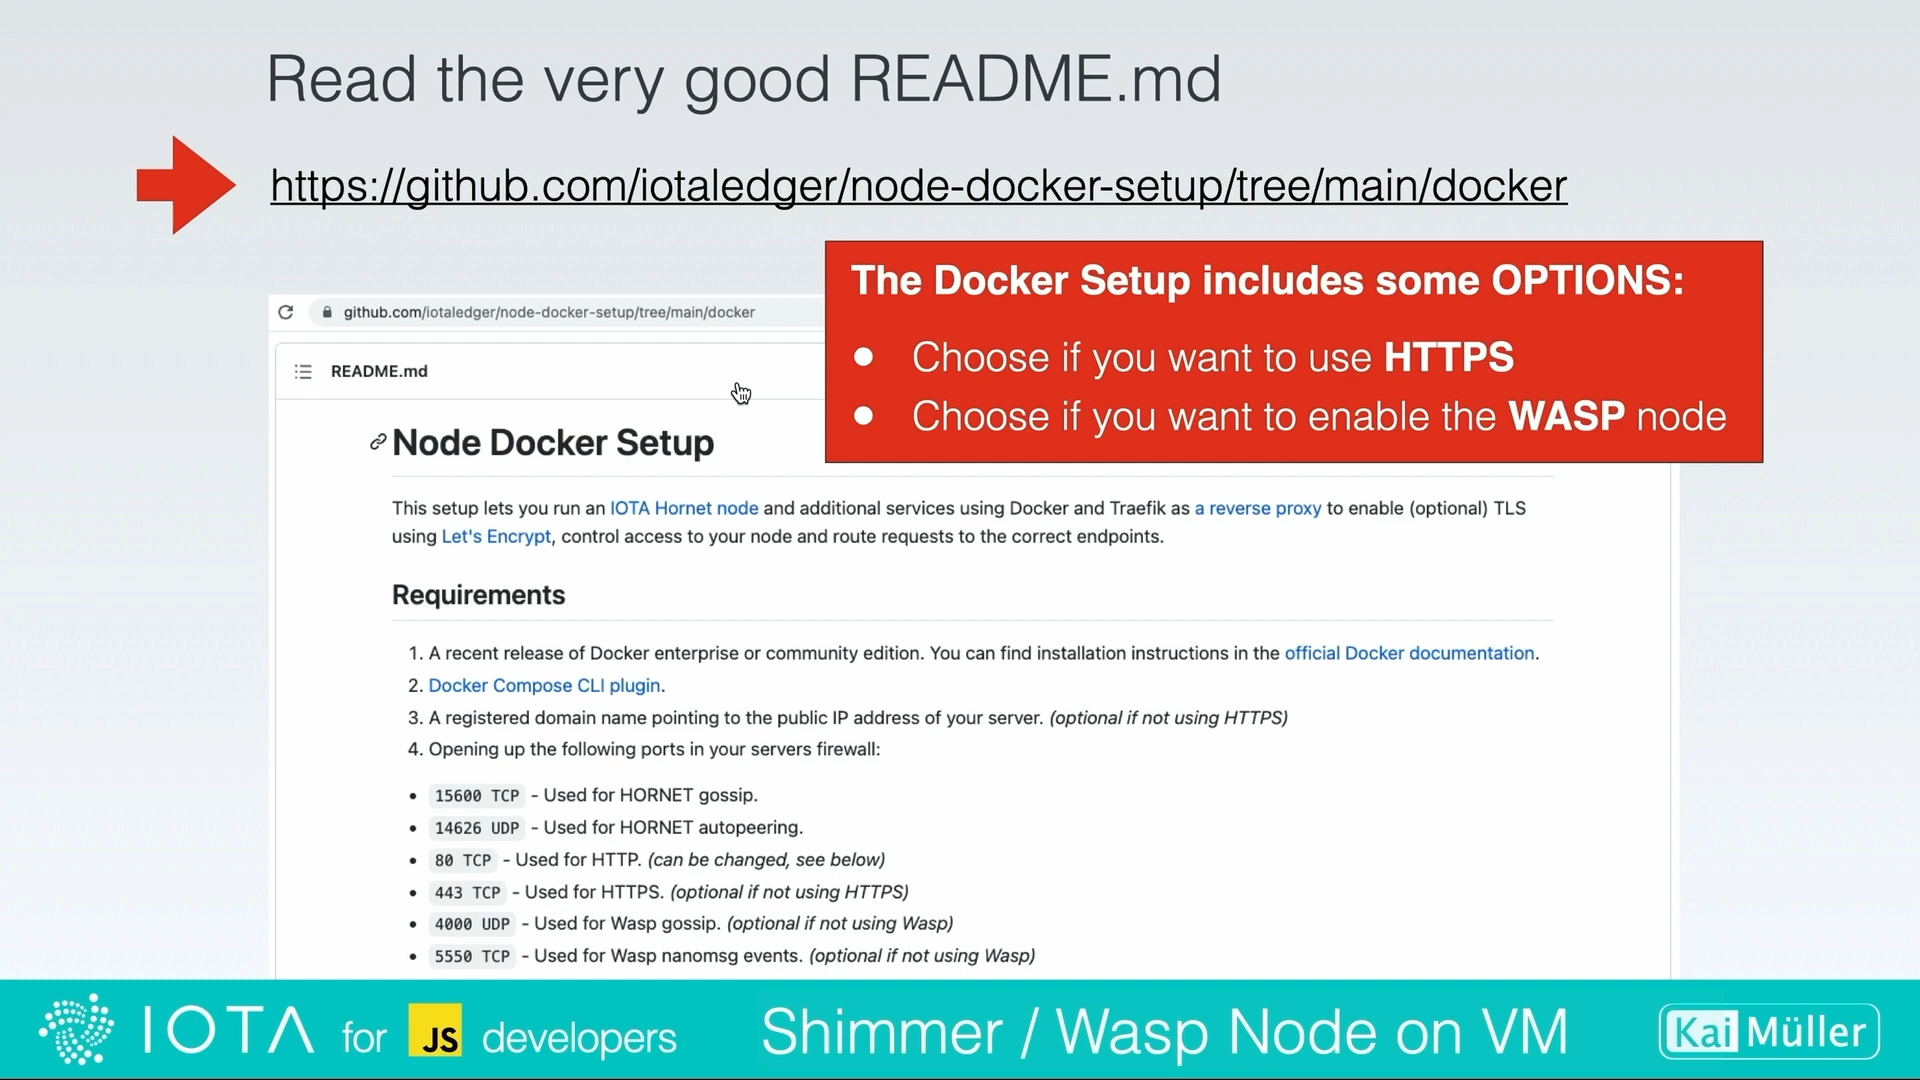 Read the very good README.md
https://github.com/iotaledger/node-docker-setup/tree/main/docker
The Docker Setup includes some OPTIONS:
● Choose if you want to use HTTPS
● Choose if you want to enable the WASP node
github.com/iotaledger/node-docker-setup/tree/main/docker
README.md
Node Docker Setup
This setup lets you run an IOTA Hornet node and additional services using Docker and Traefik as a reverse proxy to enable (optional) TLS
using Let's Encrypt, control access to your node and route requests to the correct endpoints.
Requirements
1. A recent release of Docker enterprise or community edition. You can find installation instructions in the official Docker documentation.
2. Docker Compose CLI plugin.
3. A registered domain name pointing to the public IP address of your server. (optional if not using HTTPS)
4. Opening up the following ports in your servers firewall:
• 15600 TCP - Used for HORNET gossip.
• 14626 UDP - Used for HORNET autopeering.
• 80 TCP - Used for HTTP. (can be changed, see below)
• 443 TCP - Used for HTTPS. (optional if not using HTTPS)
• 4000 UDP - Used for Wasp gossip. (optional if not using Wasp)
• 5550 TCP - Used for Wasp nanomsg events. (optional if not using Wasp)
IOTA for JS developers
Shimmer / Wasp Node on VM
Kai Müller